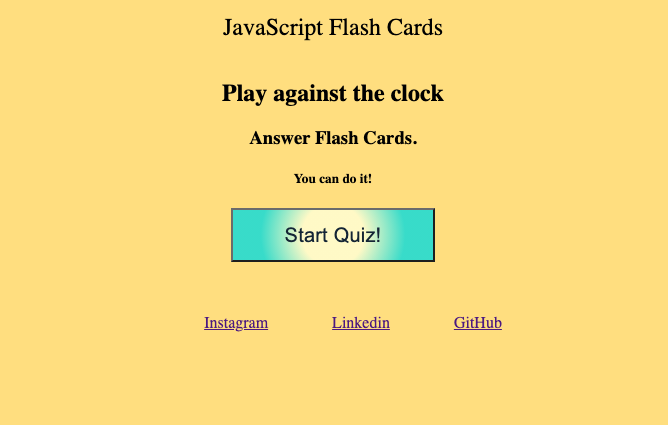 JavaScript Flash Cards
Play against the clock
Answer Flash Cards.
You can do it!
Start Quiz!
Instagram Linkedin GitHub